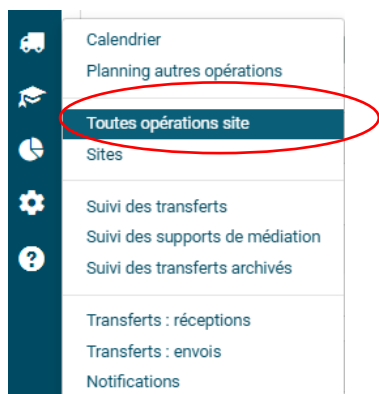 Calendrier
Planning autres opérations
Toutes opérations site
Sites
Suivi des transferts
Suivi des supports de médiation
Suivi des transferts archivés
Transferts : réceptions
Transferts : envois
Notifications